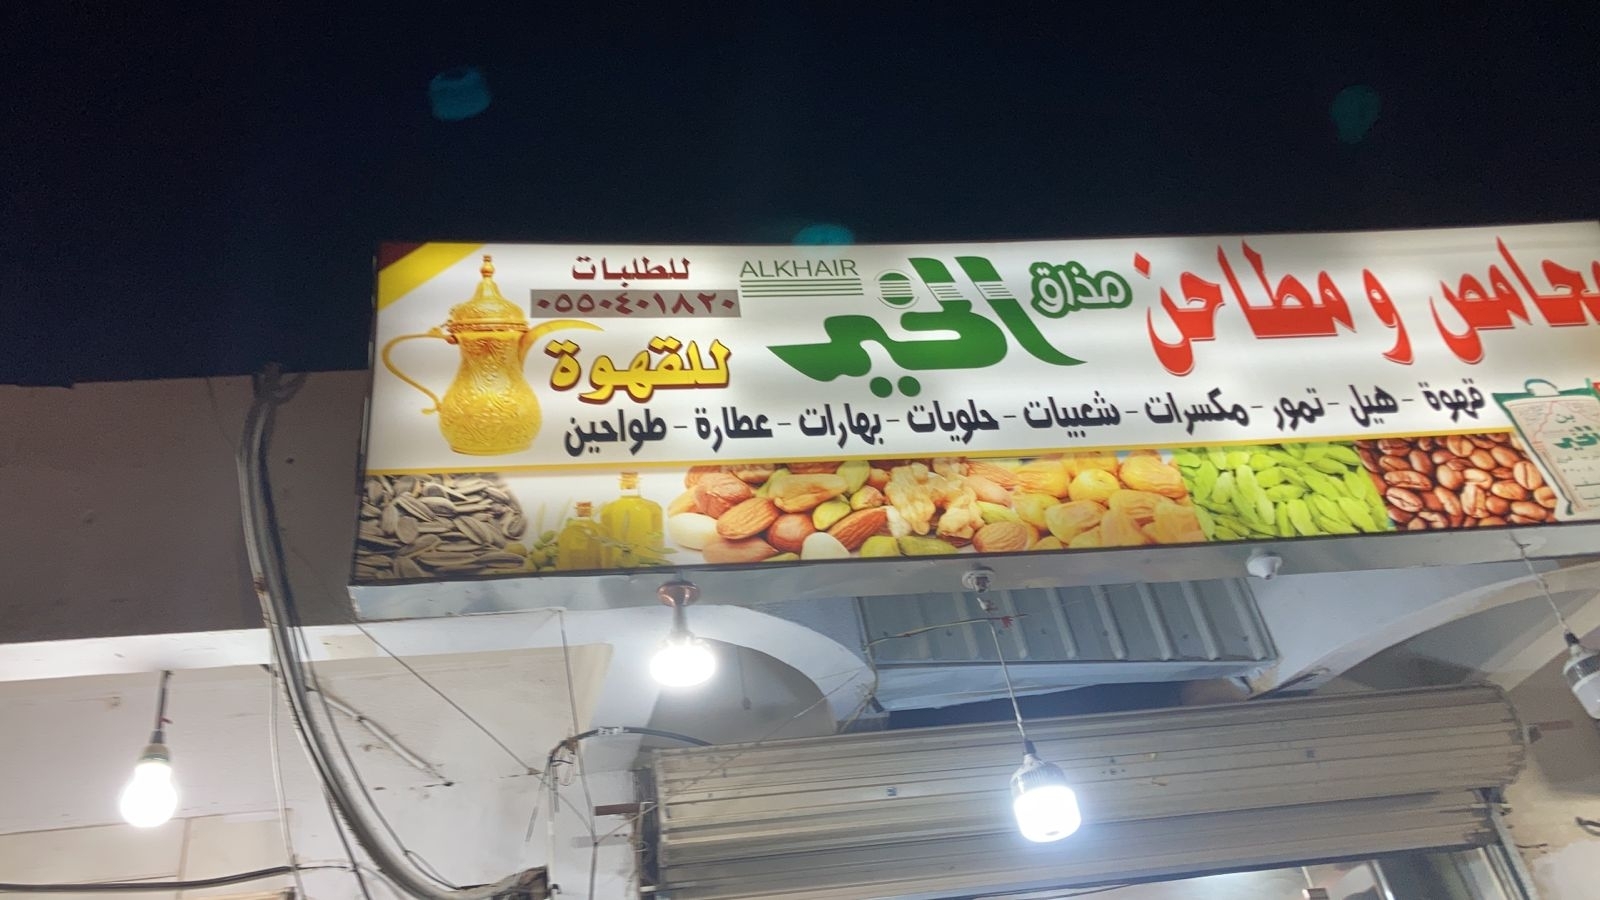 محامص و مطاحن
مذاق
الخير
ALKHAIR
للطلبات
٠٥٥٠٤٠١٨٢٠
للقهوة
قهوة - هيل - تمور - مكسرات - شعبيات - حلويات - بهارات - عطارة - طواحين